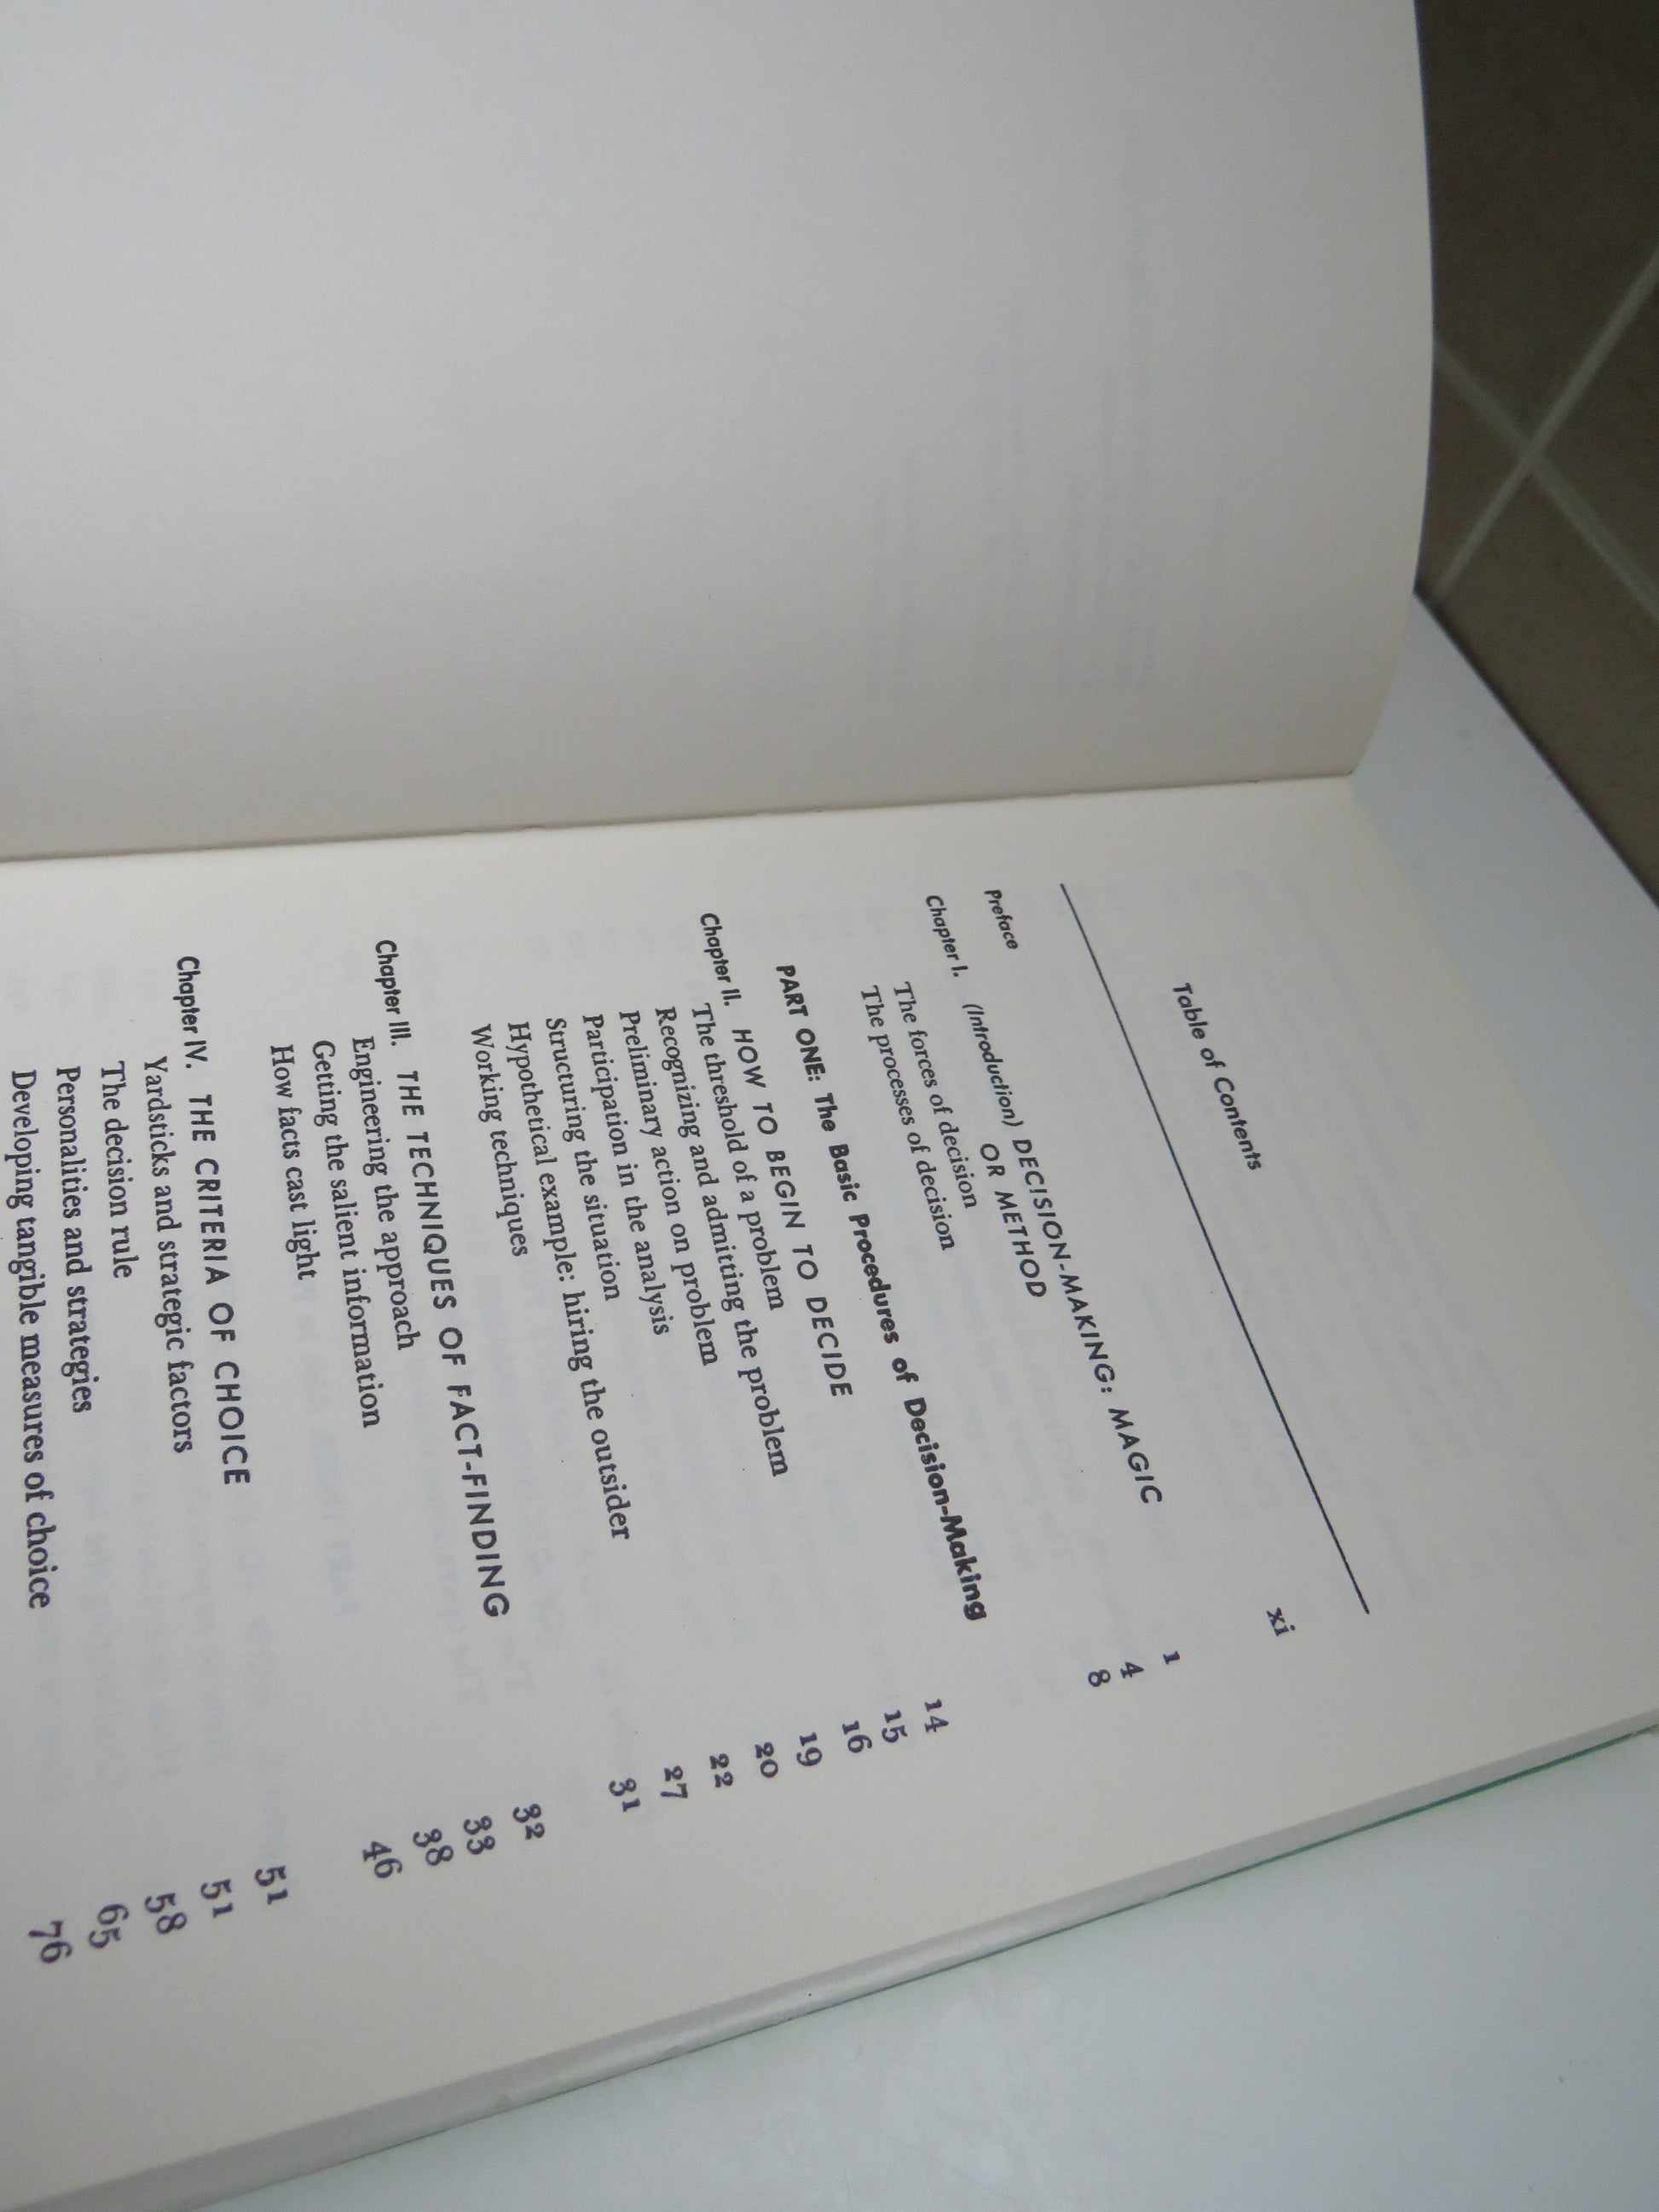 Table of Contents
Preface xi
Chapter I. (Introduction) DECISION-MAKING: MAGIC
OR METHOD 1
The forces of decision 4
The processes of decision 8
PART ONE: The Basic Procedures of Decision-Making
Chapter II. HOW TO BEGIN TO DECIDE 14
The threshold of a problem 15
Recognizing and admitting the problem 16
Preliminary action on problem 19
Participation in the analysis 20
Structuring the situation 22
Hypothetical example: hiring the outsider 27
Working techniques 31
Chapter III. THE TECHNIQUES OF FACT-FINDING 32
Engineering the approach 33
Getting the salient information 38
How facts cast light 46
Chapter IV. THE CRITERIA OF CHOICE 51
Yardsticks and strategic factors 51
The decision rule 58
Personalities and strategies 65
Developing tangible measures of choice 76